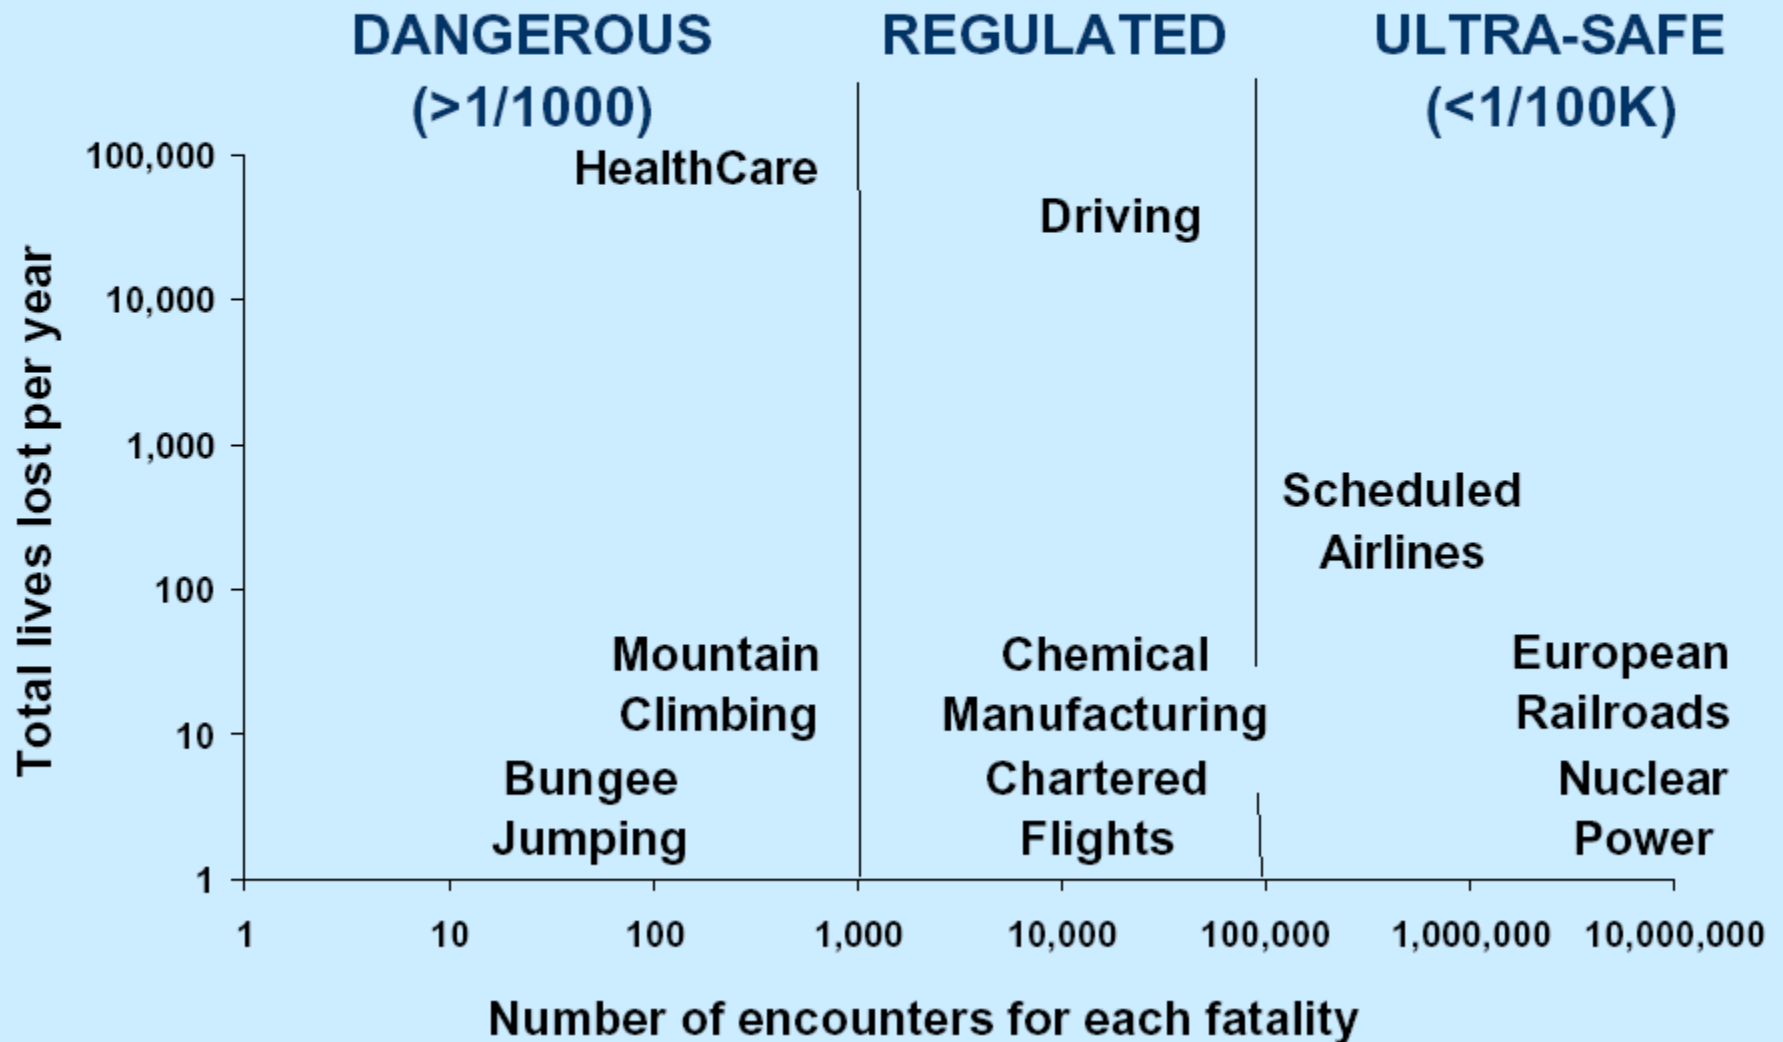 DANGEROUS
(>1/1000)
REGULATED
ULTRA-SAFE
(<1/100K)
Total lives lost per year
100,000
10,000
1,000
100
10
1
HealthCare
Driving
Scheduled
Airlines
Mountain
Climbing
Chemical
Manufacturing
European
Railroads
Bungee
Jumping
Chartered
Flights
Nuclear
Power
1
10
100
1,000
10,000
100,000
1,000,000
10,000,000
Number of encounters for each fatality